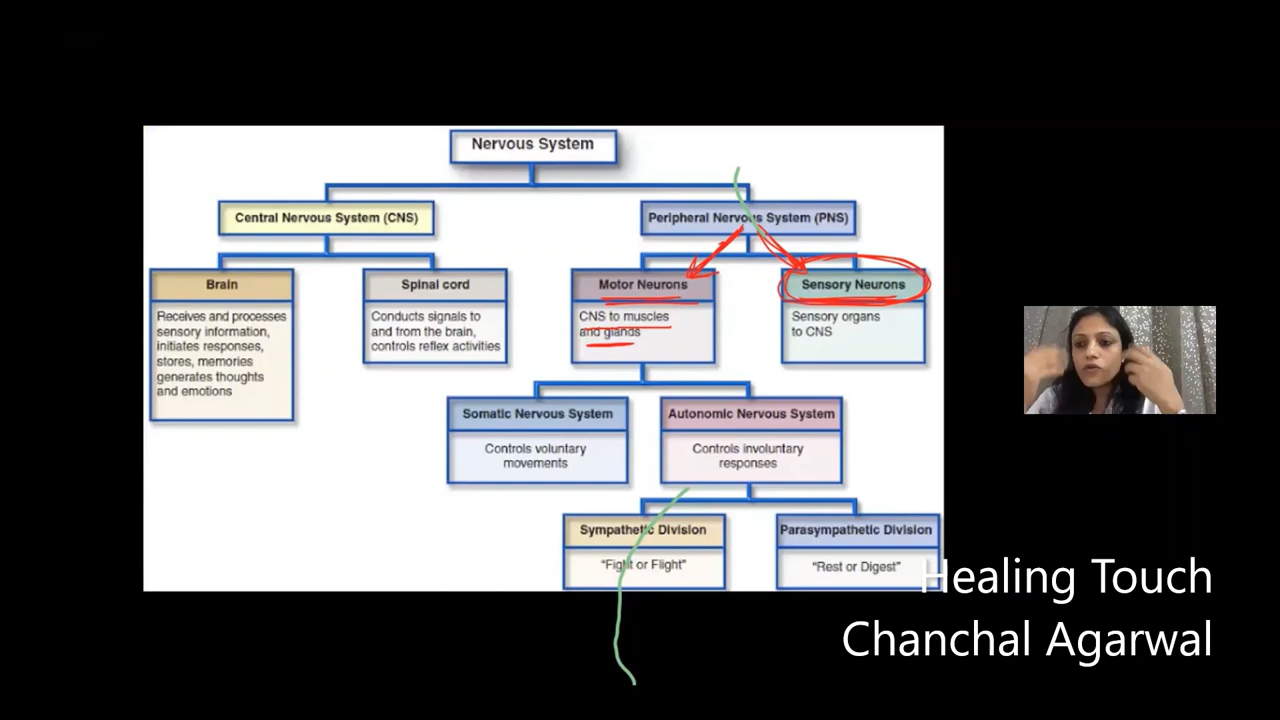 Nervous System
Central Nervous System (CNS)
Peripheral Nervous System (PNS)
Brain
Receives and processes
sensory information,
initiates responses,
stores, memories
generates thoughts
and emotions
Spinal cord
Conducts signals to
and from the brain,
controls reflex activities
Motor Neurons
CNS to muscles
and glands
Sensory Neurons
Sensory organs
to CNS
Somatic Nervous System
Controls voluntary
movements
Autonomic Nervous System
Controls involuntary
responses
Sympathetic Division
"Fight or Flight"
Parasympathetic Division
"Rest or Digest"
Healing Touch
Chanchal Agarwal